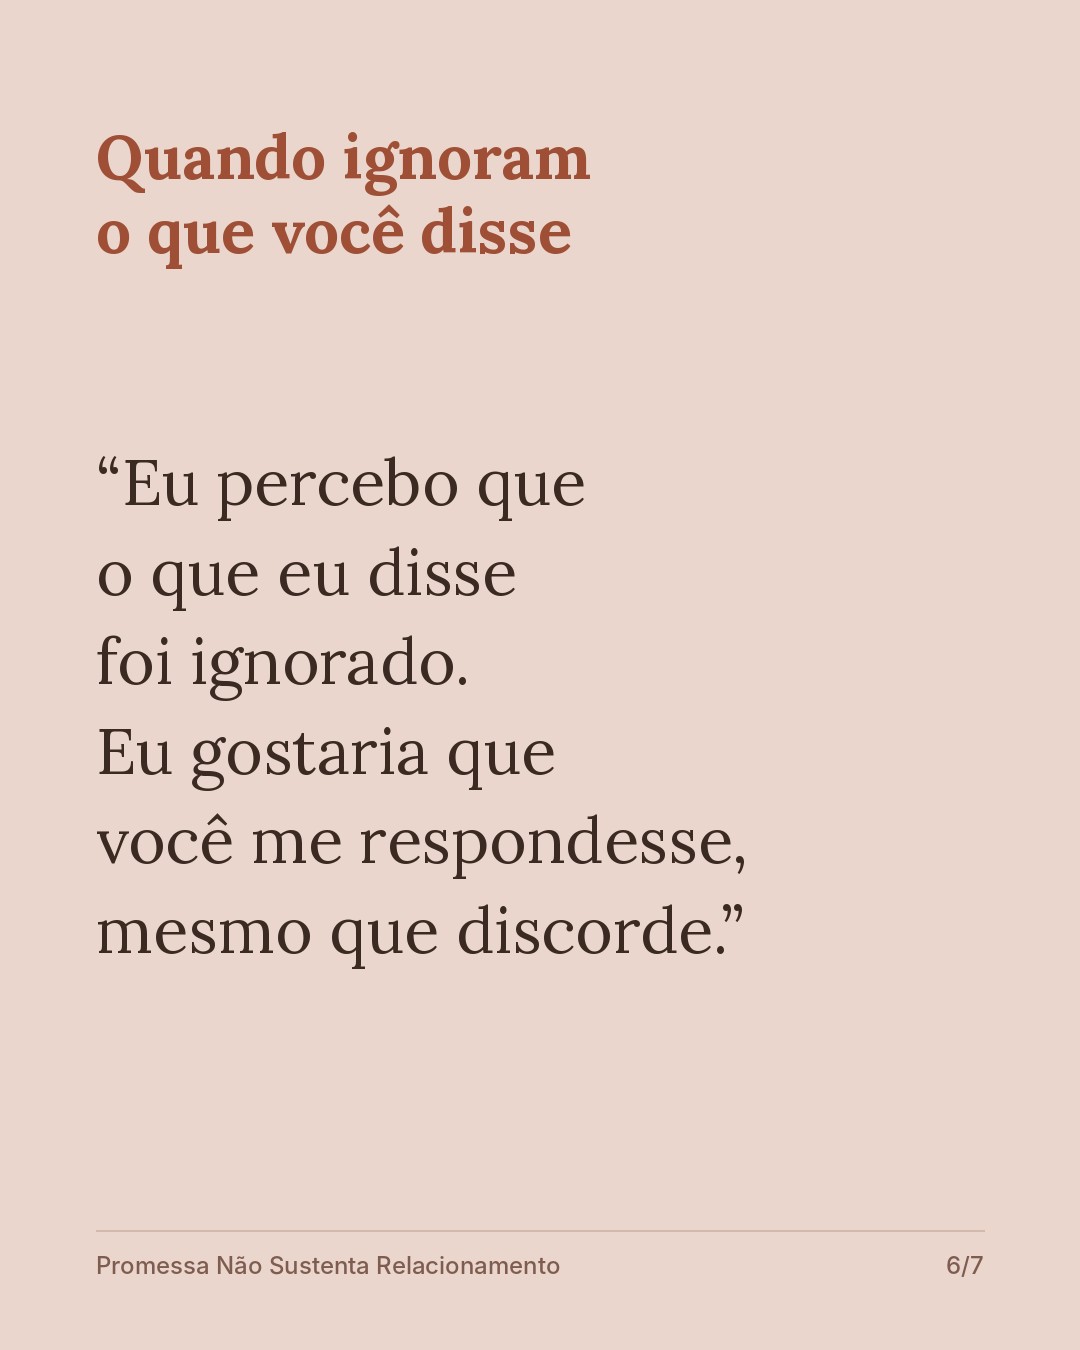 Quando ignoram
o que você disse
“Eu percebo que
o que eu disse
foi ignorado.
Eu gostaria que
você me respondesse,
mesmo que discorde.”
Promessa Não Sustenta Relacionamento
6/7